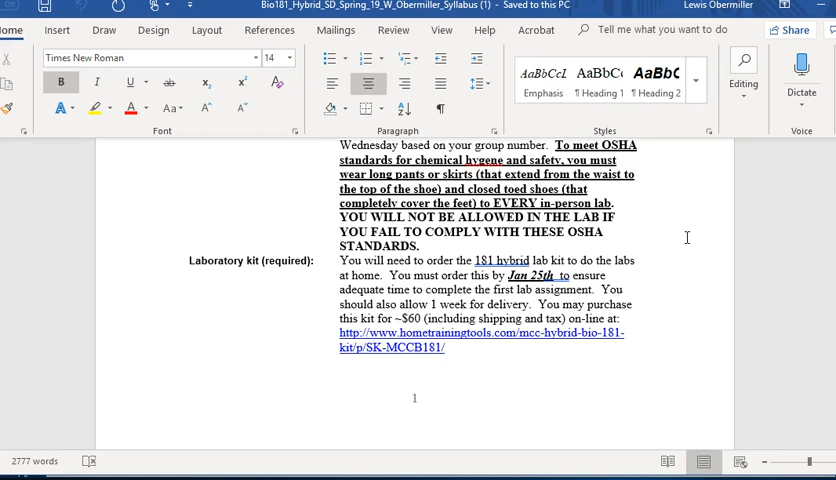 Bio181_Hybrid_SD_Spring_19_W_Obermiller_Syllabus (1) - Saved to this PC
Lewis Obermiller
Home Insert Draw Design Layout References Mailings Review View Help Acrobat Tell me what you want to do Share
Times New Roman 14
B I U ab x₂ x²
A A Aa A A
AaBbCcI AaBbC AaBbC
Emphasis ¶ Heading 1 ¶ Heading 2
Editing Dictate
Font Paragraph Styles Voice
Wednesday based on your group number. To meet OSHA
standards for chemical hygene and safety, you must
wear long pants or skirts (that extend from the waist to
the top of the shoe) and closed toed shoes (that
completely cover the feet) to EVERY in-person lab.
YOU WILL NOT BE ALLOWED IN THE LAB IF
YOU FAIL TO COMPLY WITH THESE OSHA
STANDARDS.
Laboratory kit (required): You will need to order the 181 hybrid lab kit to do the labs
at home. You must order this by Jan 25th to ensure
adequate time to complete the first lab assignment. You
should also allow 1 week for delivery. You may purchase
this kit for ~$60 (including shipping and tax) on-line at:
http://www.hometrainingtools.com/mcc-hybrid-bio-181-
kit/p/SK-MCCB181/
1
2777 words